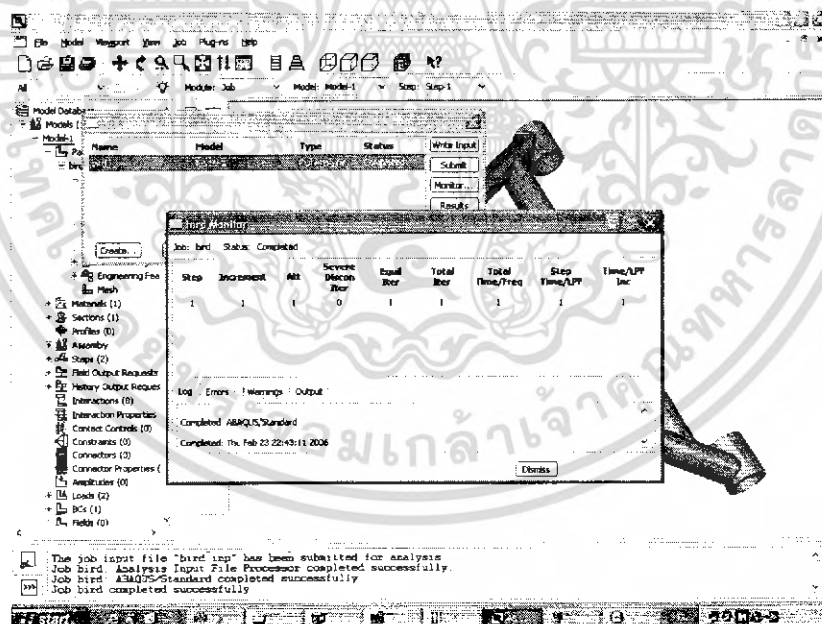 File Model Viewport View Job Plug-ins Help
All Module: Job Model: Model-1 Step: Step-1
Model Databa
Models (
Model-1
Pa
bir
Name Model Type Status
Write Input
Submit
Monitor...
Results
Create...
bird Monitor
Job: bird Status: Completed
Step Increment Att Severe Discon Iter Equil Iter Total Iter Total Time/Freq Step Time/LPF Time/LPF Inc
1 1 1 0 1 1 1 1 1
Log Errors ! Warnings Output
Completed: ABAQUS/Standard
Completed: Thu Feb 23 22:43:11 2006
Dismiss
Engineering Fea
Mesh
Materials (1)
Sections (1)
Profiles (0)
Assembly
Steps (2)
Field Output Requests
History Output Reques
Interactions (0)
Interaction Properties
Contact Controls (0)
Constraints (0)
Connectors (0)
Connector Properties (
Amplitudes (0)
Loads (2)
BCs (1)
Fields (0)
The job input file "bird.inp" has been submitted for analysis
Job bird: Analysis Input File Processor completed successfully.
Job bird: ABAQUS/Standard completed successfully
Job bird completed successfully